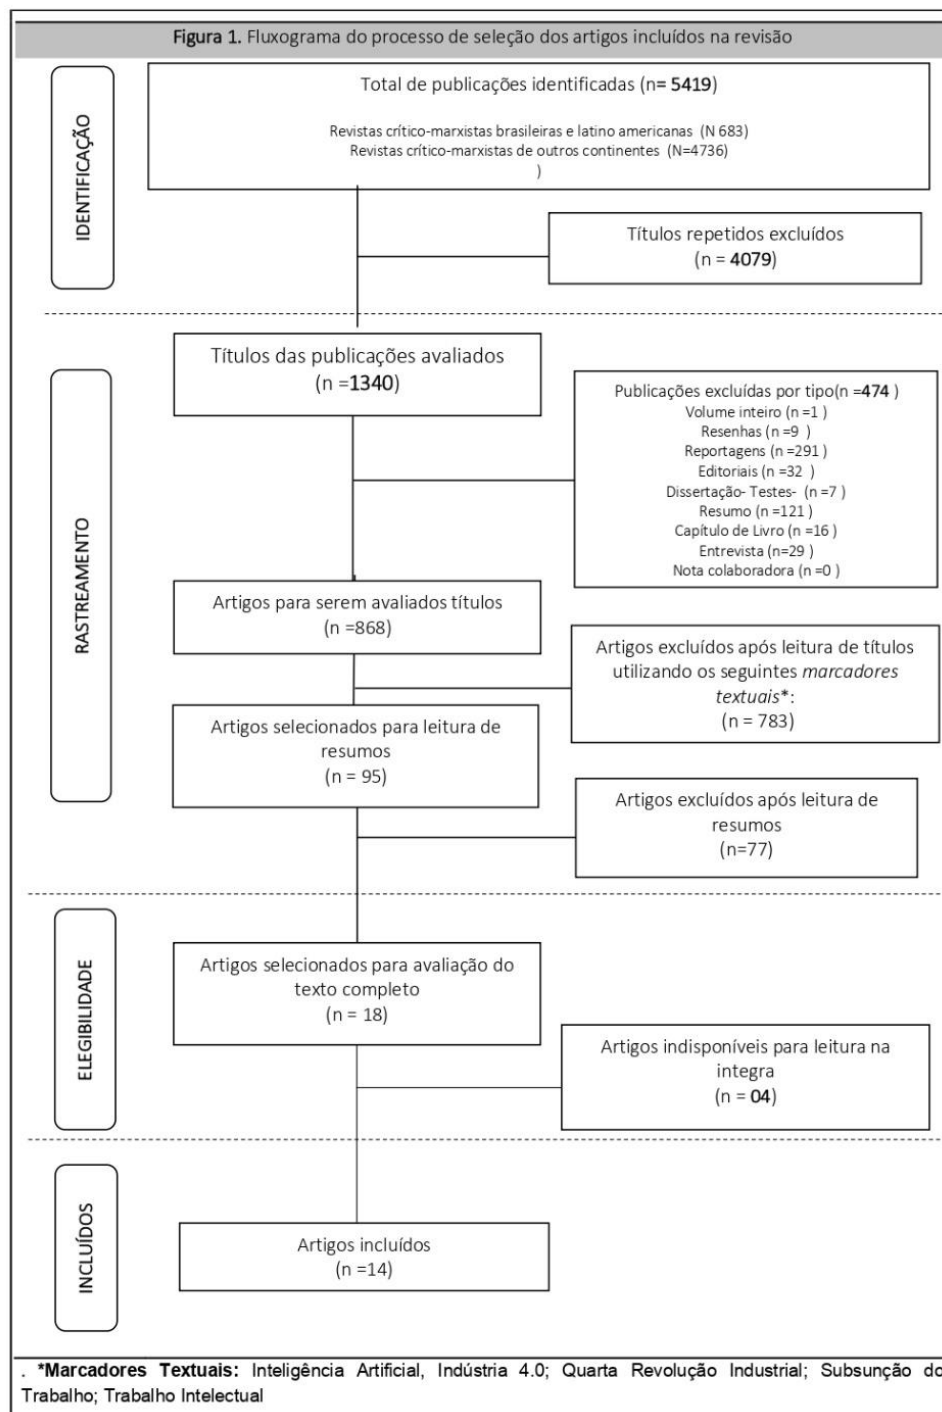 Figura 1. Fluxograma do processo de seleção dos artigos incluídos na revisão
IDENTIFICAÇÃO
Total de publicações identificadas (n= 5419)
Revistas crítico-marxistas brasileiras e latino americanas (N 683)
Revistas crítico-marxistas de outros continentes (N=4736)
)
Títulos repetidos excluídos
(n = 4079)
RASTREAMENTO
Títulos das publicações avaliados
(n =1340)
Publicações excluídas por tipo(n =474 )
Volume inteiro (n =1 )
Resenhas (n =9 )
Reportagens (n =291 )
Editoriais (n =32 )
Dissertação- Testes- (n =7 )
Resumo (n =121 )
Capítulo de Livro (n =16 )
Entrevista (n=29 )
Nota colaboradora (n =0 )
Artigos para serem avaliados títulos
(n =868)
Artigos excluídos após leitura de títulos
utilizando os seguintes marcadores
textuais*:
(n = 783)
Artigos selecionados para leitura de
resumos
(n = 95)
Artigos excluídos após leitura de
resumos
(n=77)
ELEGIBILIDADE
Artigos selecionados para avaliação do
texto completo
(n = 18)
Artigos indisponíveis para leitura na
integra
(n = 04)
INCLUÍDOS
Artigos incluídos
(n =14)
. *Marcadores Textuais: Inteligência Artificial, Indústria 4.0; Quarta Revolução Industrial; Subsunção do
Trabalho; Trabalho Intelectual